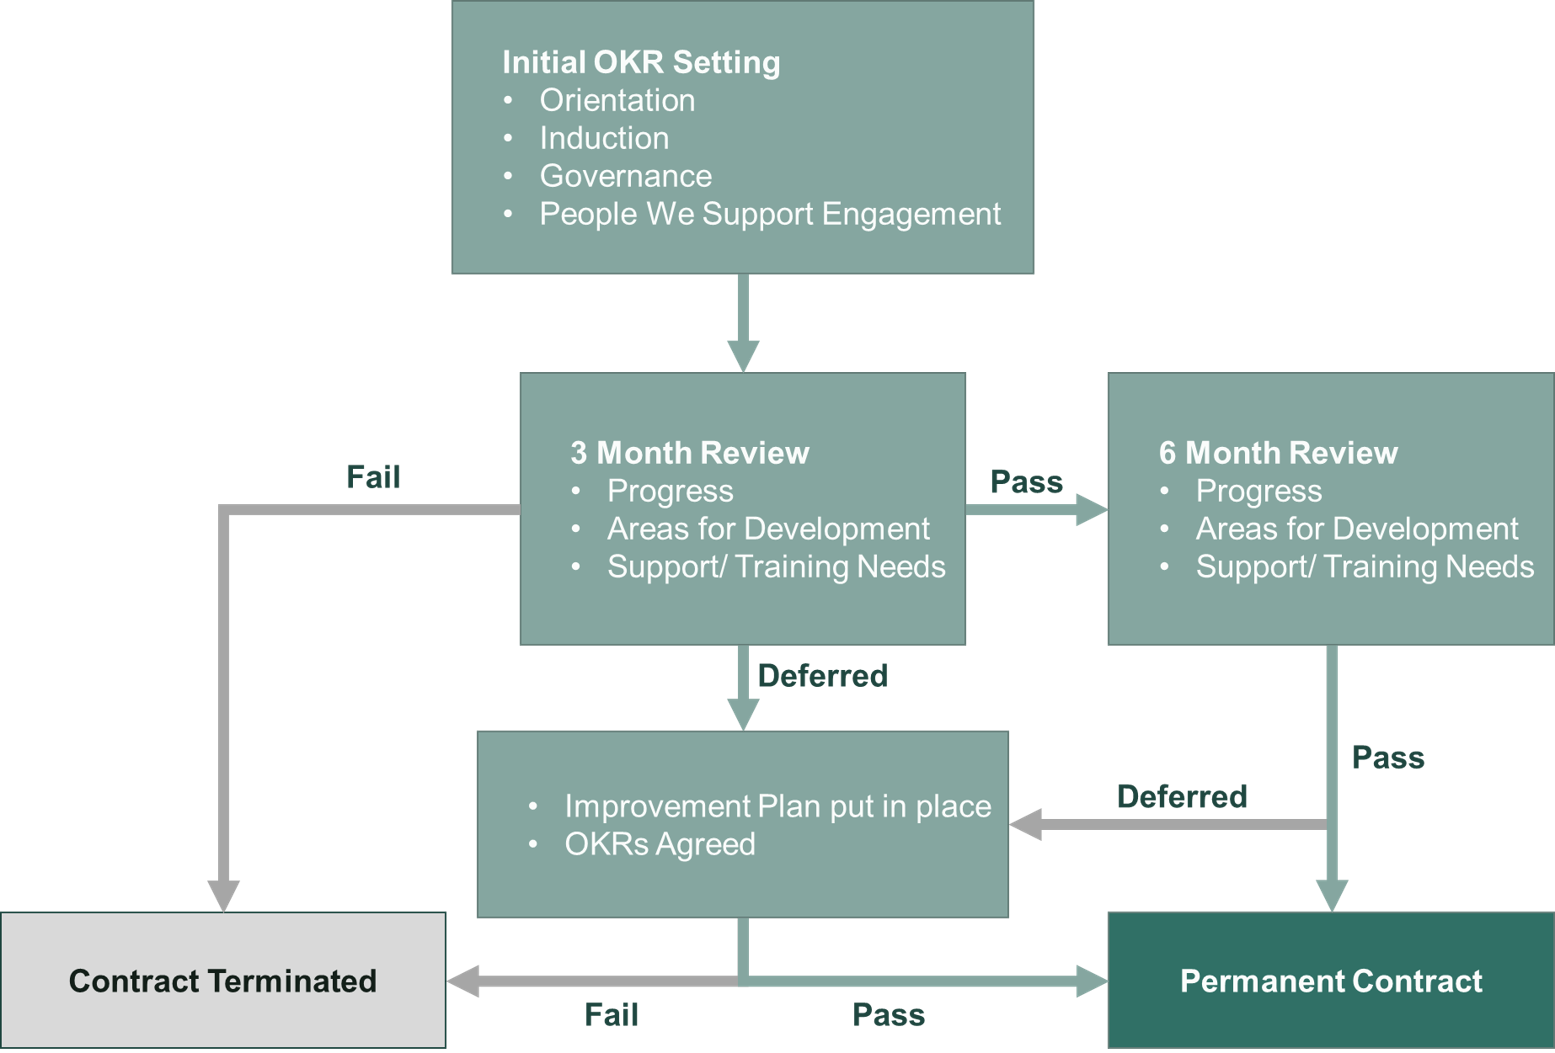 Initial OKR Setting
• Orientation
• Induction
• Governance
• People We Support Engagement
Fail
3 Month Review
• Progress
• Areas for Development
• Support/ Training Needs
Pass
6 Month Review
• Progress
• Areas for Development
• Support/ Training Needs
Deferred
• Improvement Plan put in place
• OKRs Agreed
Deferred
Pass
Contract Terminated
Fail
Pass
Permanent Contract